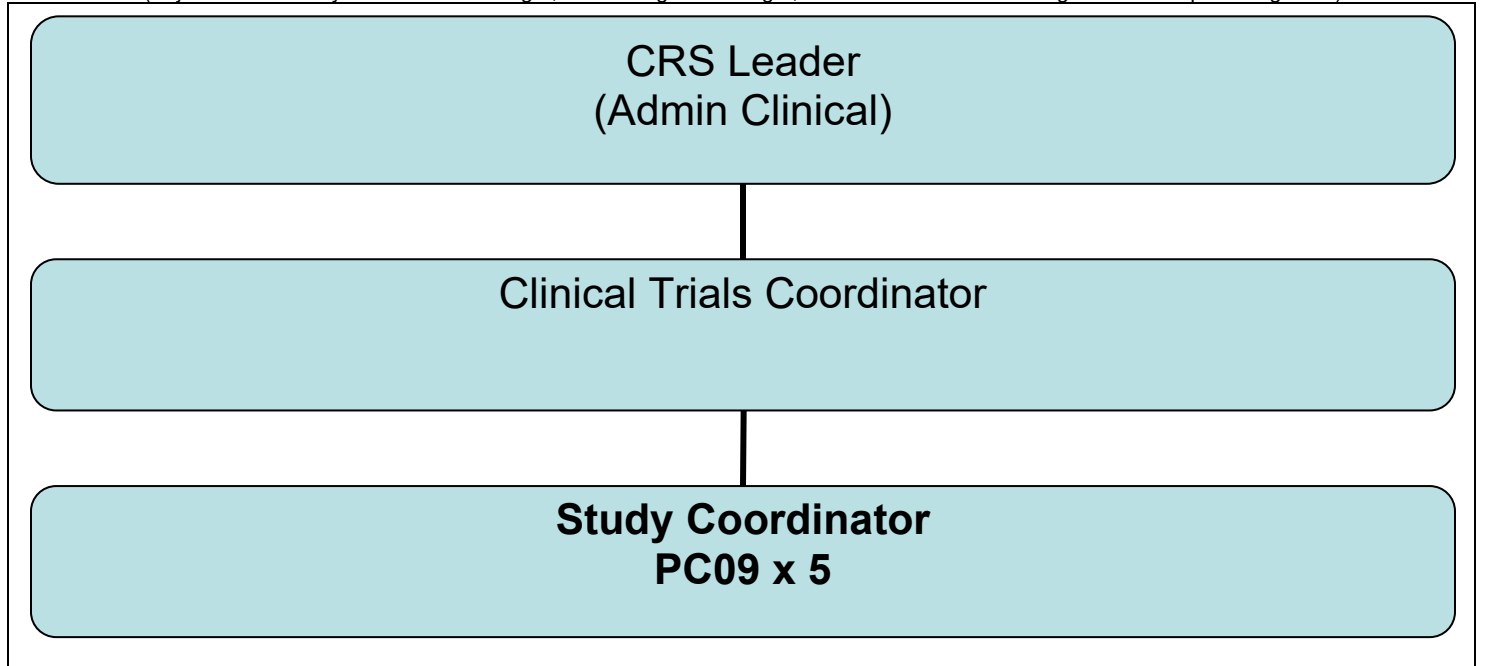 CRS Leader
(Admin Clinical)
Clinical Trials Coordinator
Study Coordinator
PC09 x 5